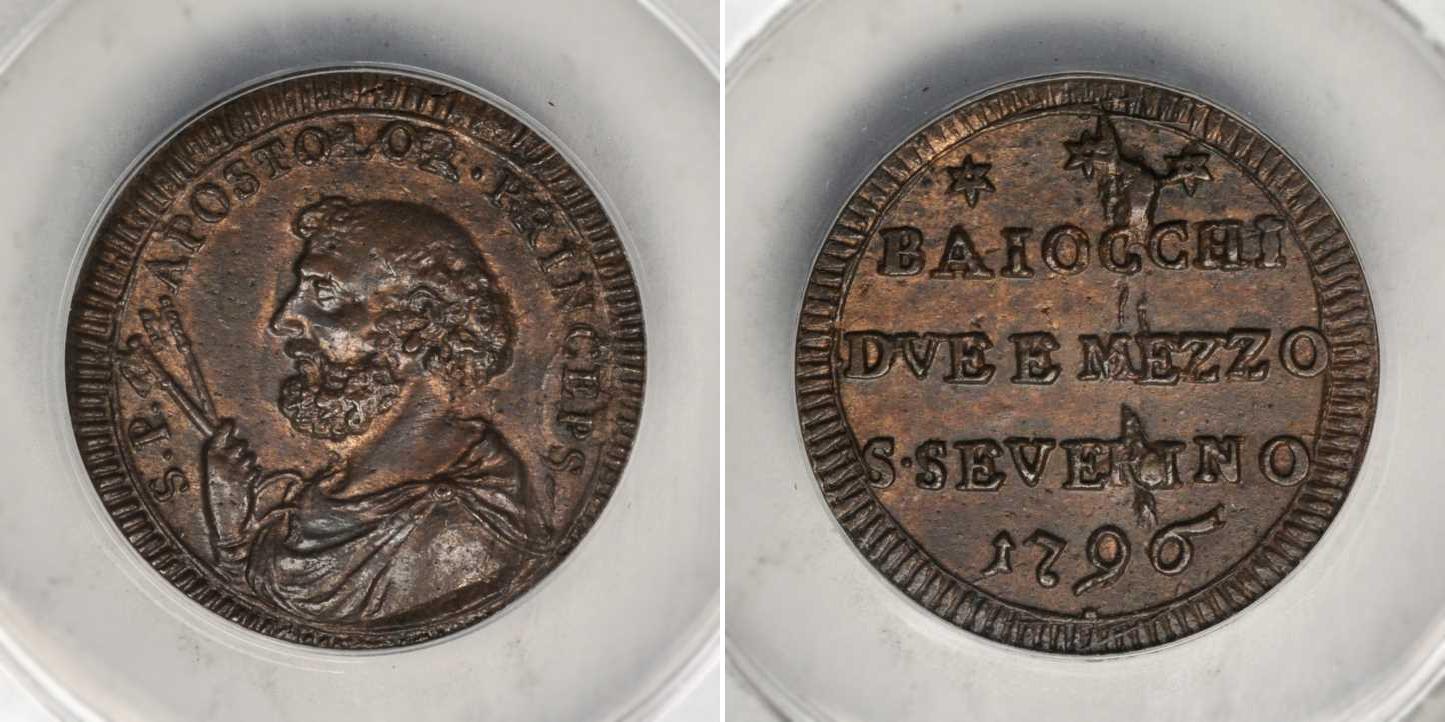 S. P. APOSTOLOR · PRINCEPS
BAIOCCHI
DVE E MEZZO
S·SEVERINO
1796